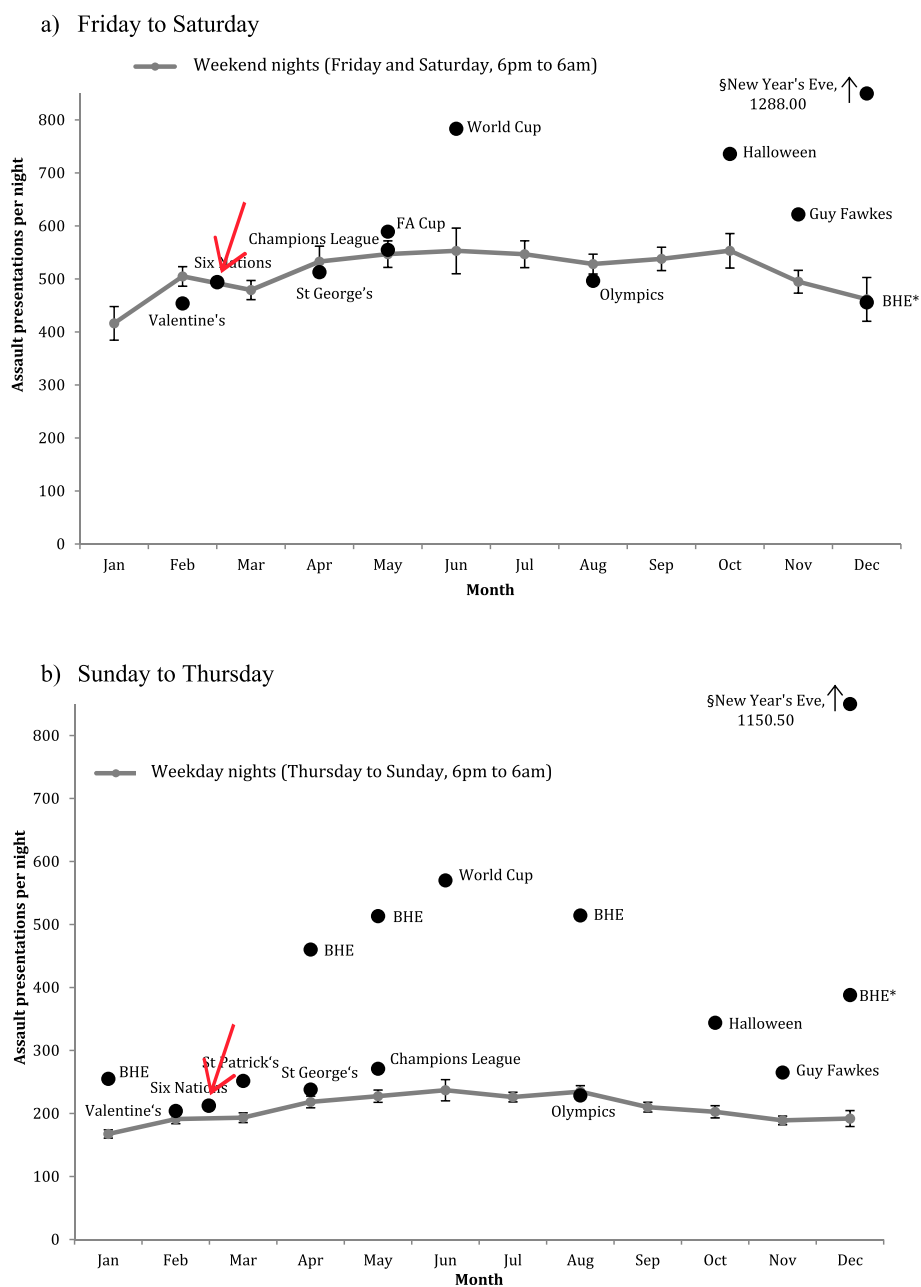 a) Friday to Saturday
Weekend nights (Friday and Saturday, 6pm to 6am)
§New Year's Eve,
1288.00
Assault presentations per night
800
700
600
500
400
300
200
100
0
World Cup
Halloween
Guy Fawkes
FA Cup
Champions League
Six Nations
St George’s
Valentine's
Olympics
BHE*
Jan Feb Mar Apr May Jun Jul Aug Sep Oct Nov Dec
Month
b) Sunday to Thursday
§New Year's Eve,
1150.50
Weekday nights (Thursday to Sunday, 6pm to 6am)
Assault presentations per night
800
700
600
500
400
300
200
100
0
World Cup
BHE
BHE
BHE
BHE*
Halloween
Guy Fawkes
Champions League
St Patrick‘s
St George‘s
BHE
Six Nations
Valentine‘s
Olympics
Jan Feb Mar Apr May Jun Jul Aug Sep Oct Nov Dec
Month